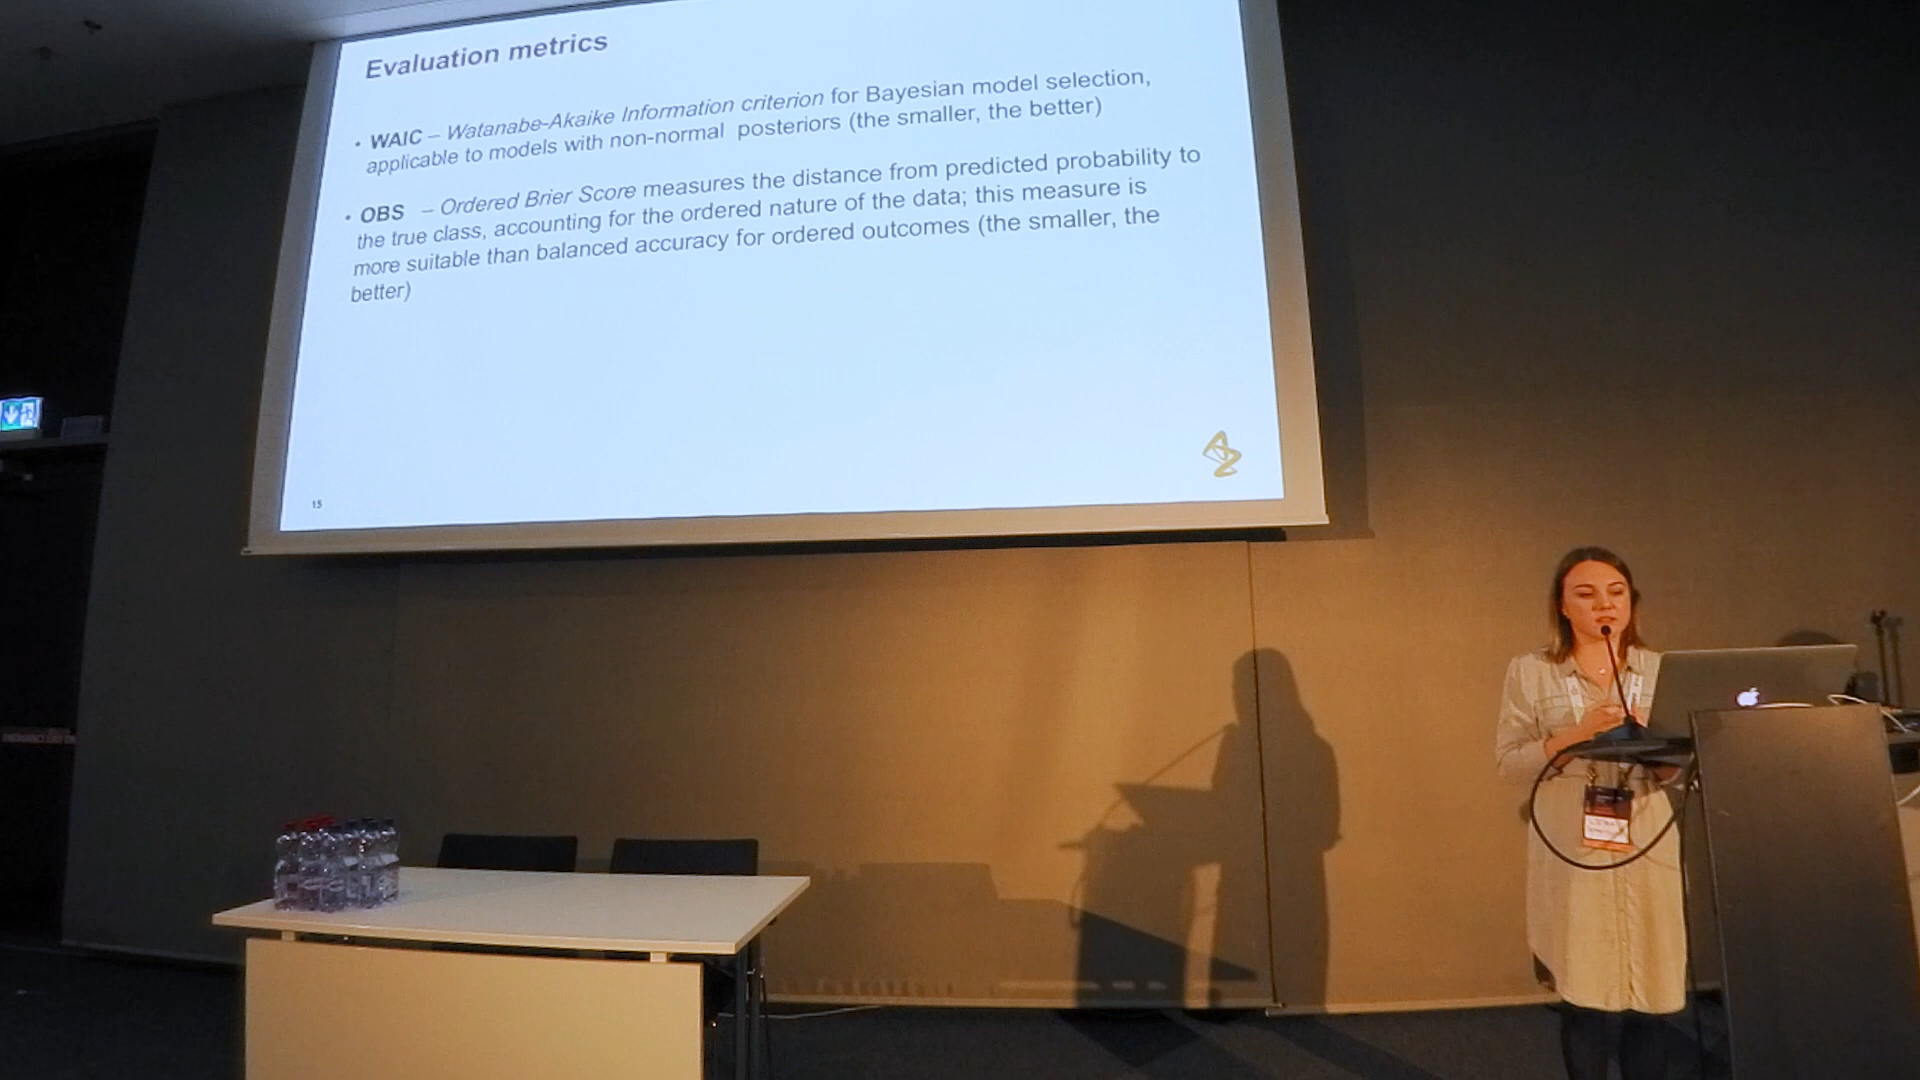 Evaluation metrics
• WAIC – Watanabe-Akaike Information criterion for Bayesian model selection,
applicable to models with non-normal posteriors (the smaller, the better)
• OBS – Ordered Brier Score measures the distance from predicted probability to
the true class, accounting for the ordered nature of the data; this measure is
more suitable than balanced accuracy for ordered outcomes (the smaller, the
better)
15